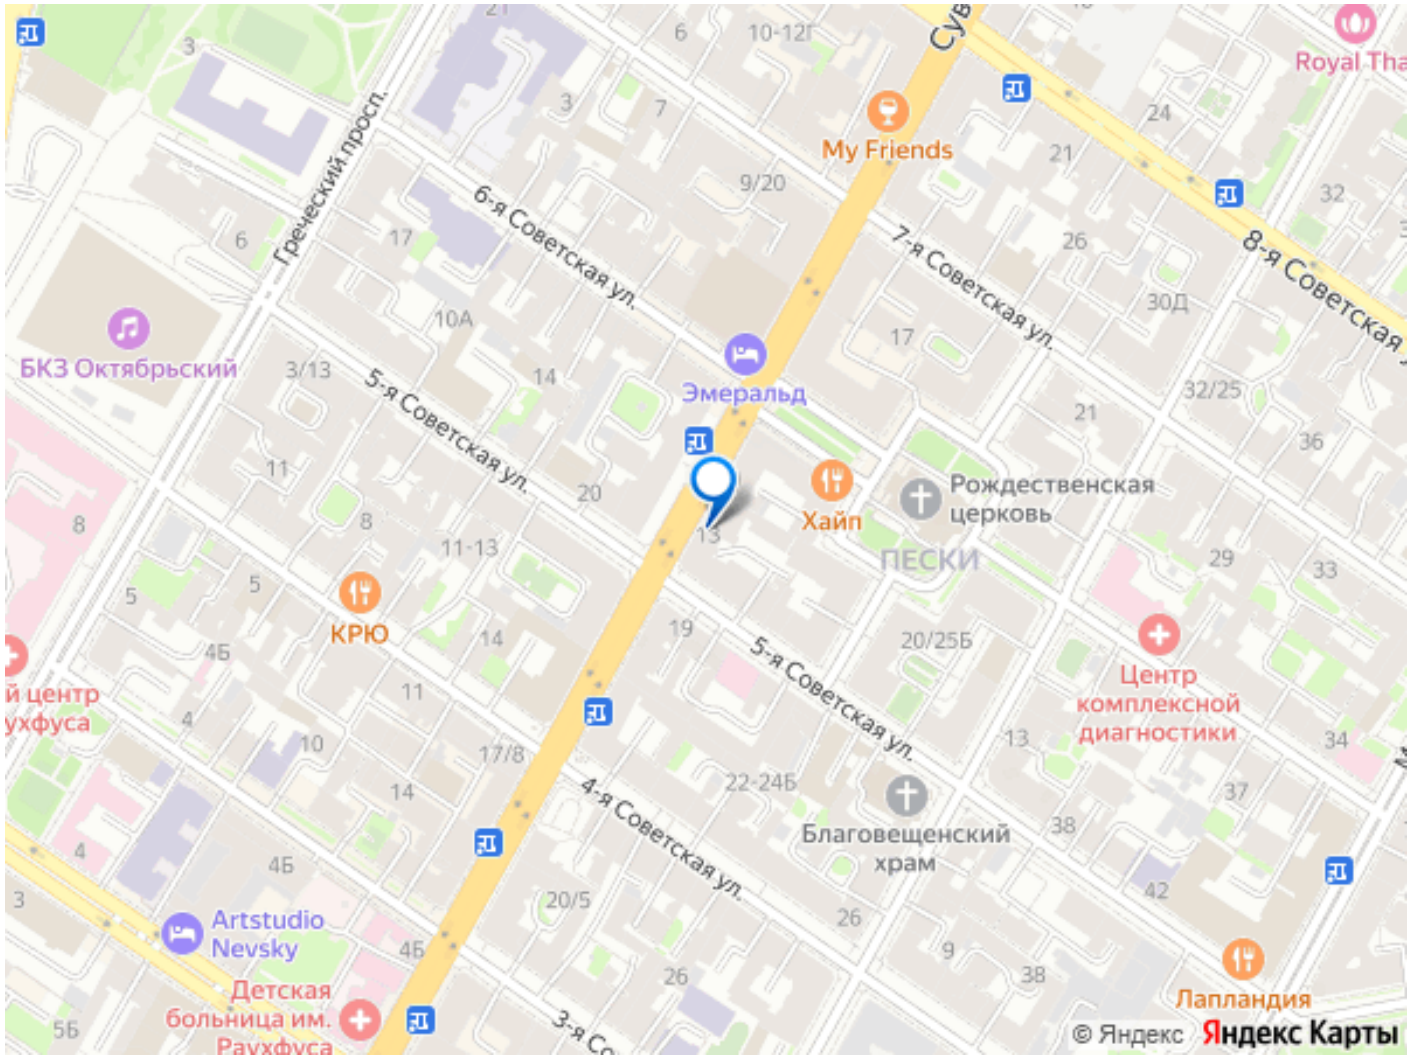 21
6
10-12Г
Сув
Royal Tha
3
3
7
24
My Friends
21
Греческий просп.
9/20
32
6-я Советская ул.
17
6
7-я Советская ул.
26
8-я Советская
30Д
10А
17
БКЗ Октябрьский
3/13
14
Эмеральд
5-я Советская ул.
32/25
21
36
11
20
Хайп
Рождественская
церковь
8
8
13
11-13
ПЕСКИ
29
33
5
5
КРЮ
14
19
20/25Б
4Б
5-я Советская ул.
Центр
комплексной
диагностики
й центр
ухфуса
11
4
10
17/8
13
34
14
22-24Б
37
4-я Советская ул.
Благовещенский
храм
38
4
4Б
42
3
20/5
26
Artstudio
Nevsky
4Б
9
38
26
Детская
больница им.
Раухфуса
Лапландия
5Б
3-я Со
© Яндекс
Яндекс Карты